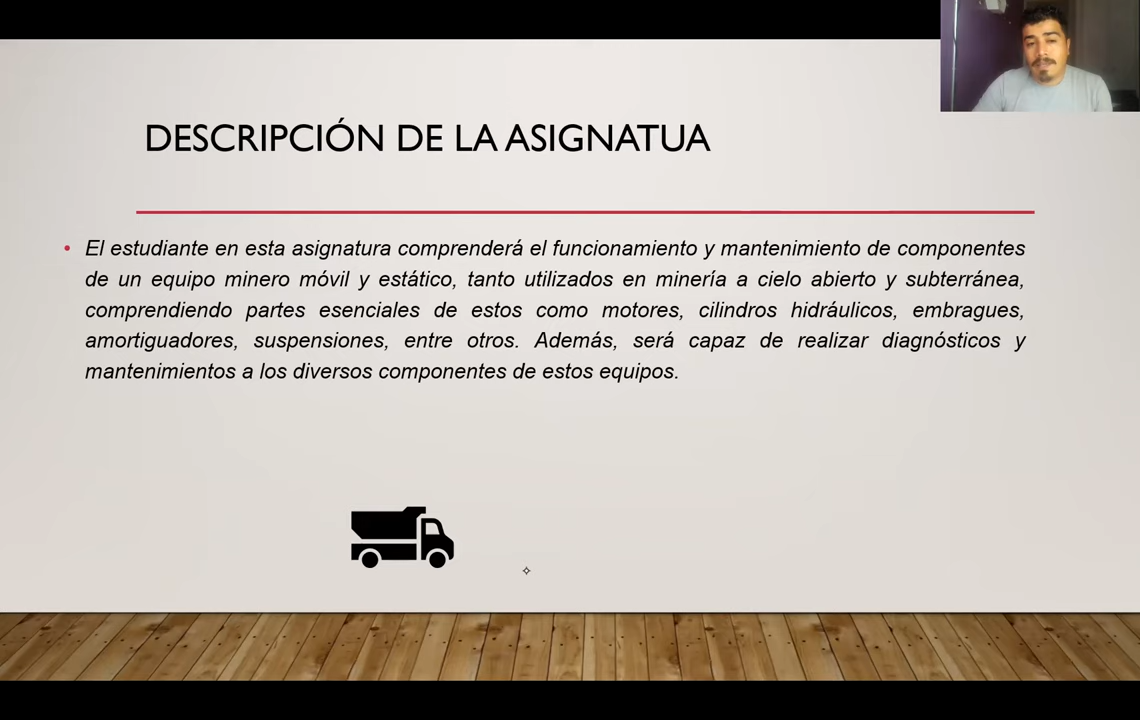 DESCRIPCIÓN DE LA ASIGNATUA
• El estudiante en esta asignatura comprenderá el funcionamiento y mantenimiento de componentes
de un equipo minero móvil y estático, tanto utilizados en minería a cielo abierto y subterránea,
comprendiendo partes esenciales de estos como motores, cilindros hidráulicos, embragues,
amortiguadores, suspensiones, entre otros. Además, será capaz de realizar diagnósticos y
mantenimientos a los diversos componentes de estos equipos.